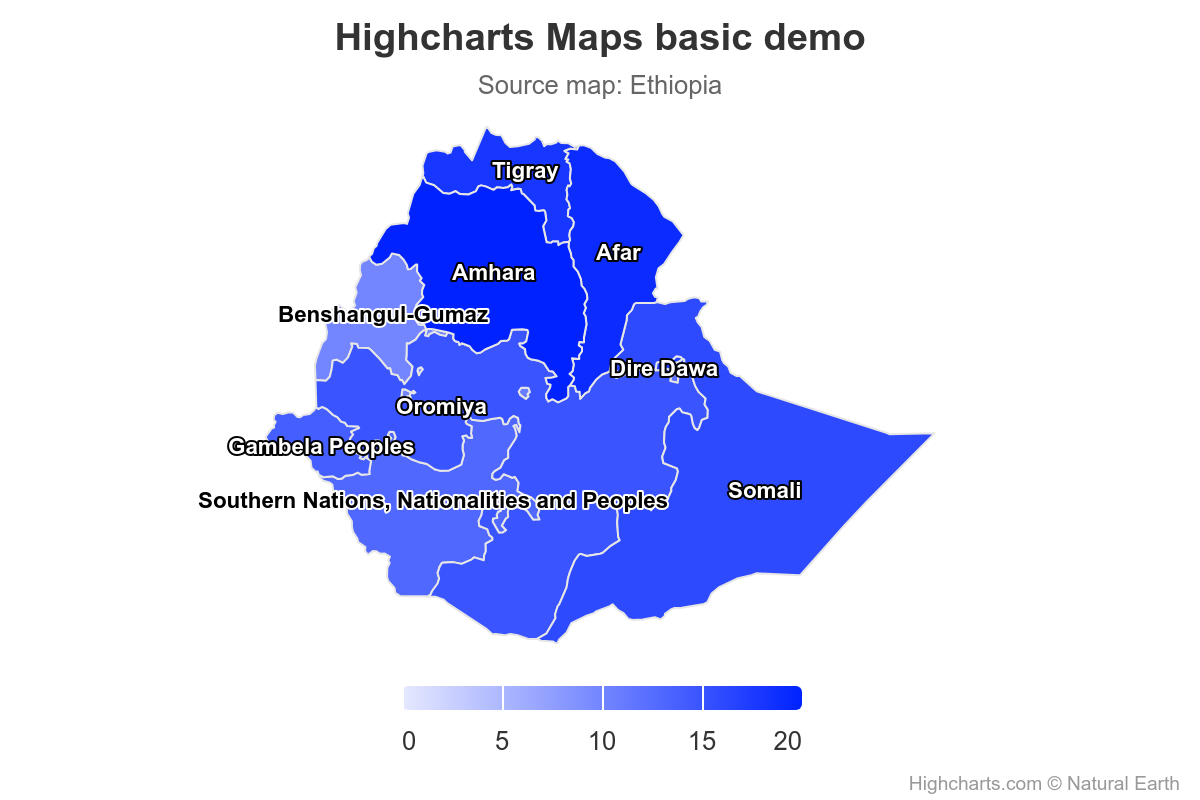 Highcharts Maps basic demo
Source map: Ethiopia
Tigray
Afar
Amhara
Benshangul-Gumaz
Dire Dawa
Oromiya
Gambela Peoples
Somali
Southern Nations, Nationalities and Peoples
0 5 10 15 20
Highcharts.com © Natural Earth